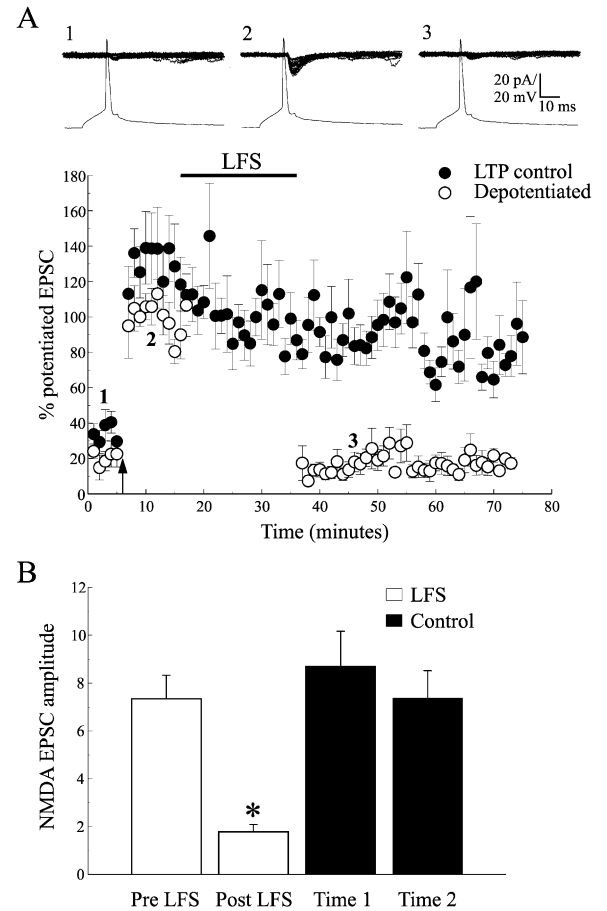 A
1 2 3
20 pA/
20 mV
10 ms
LFS
LTP control
Depotentiated
180
160
140
120
100
80
60
40
20
0
% potentiated EPSC
1
2
3
0 10 20 30 40 50 60 70 80
Time (minutes)
B
12
10
8
6
4
2
0
NMDA EPSC amplitude
LFS
Control
*
Pre LFS Post LFS Time 1 Time 2